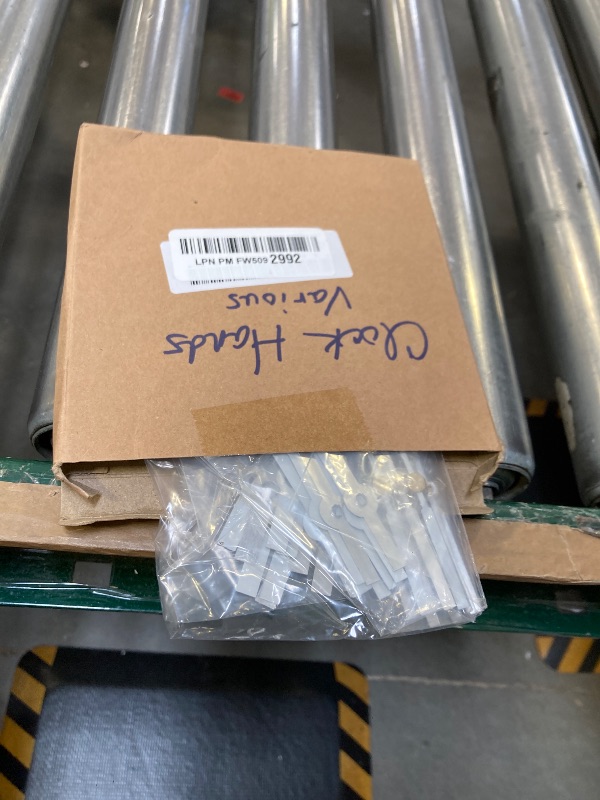 LPN PM FW509 2992
Clock Hands
Various